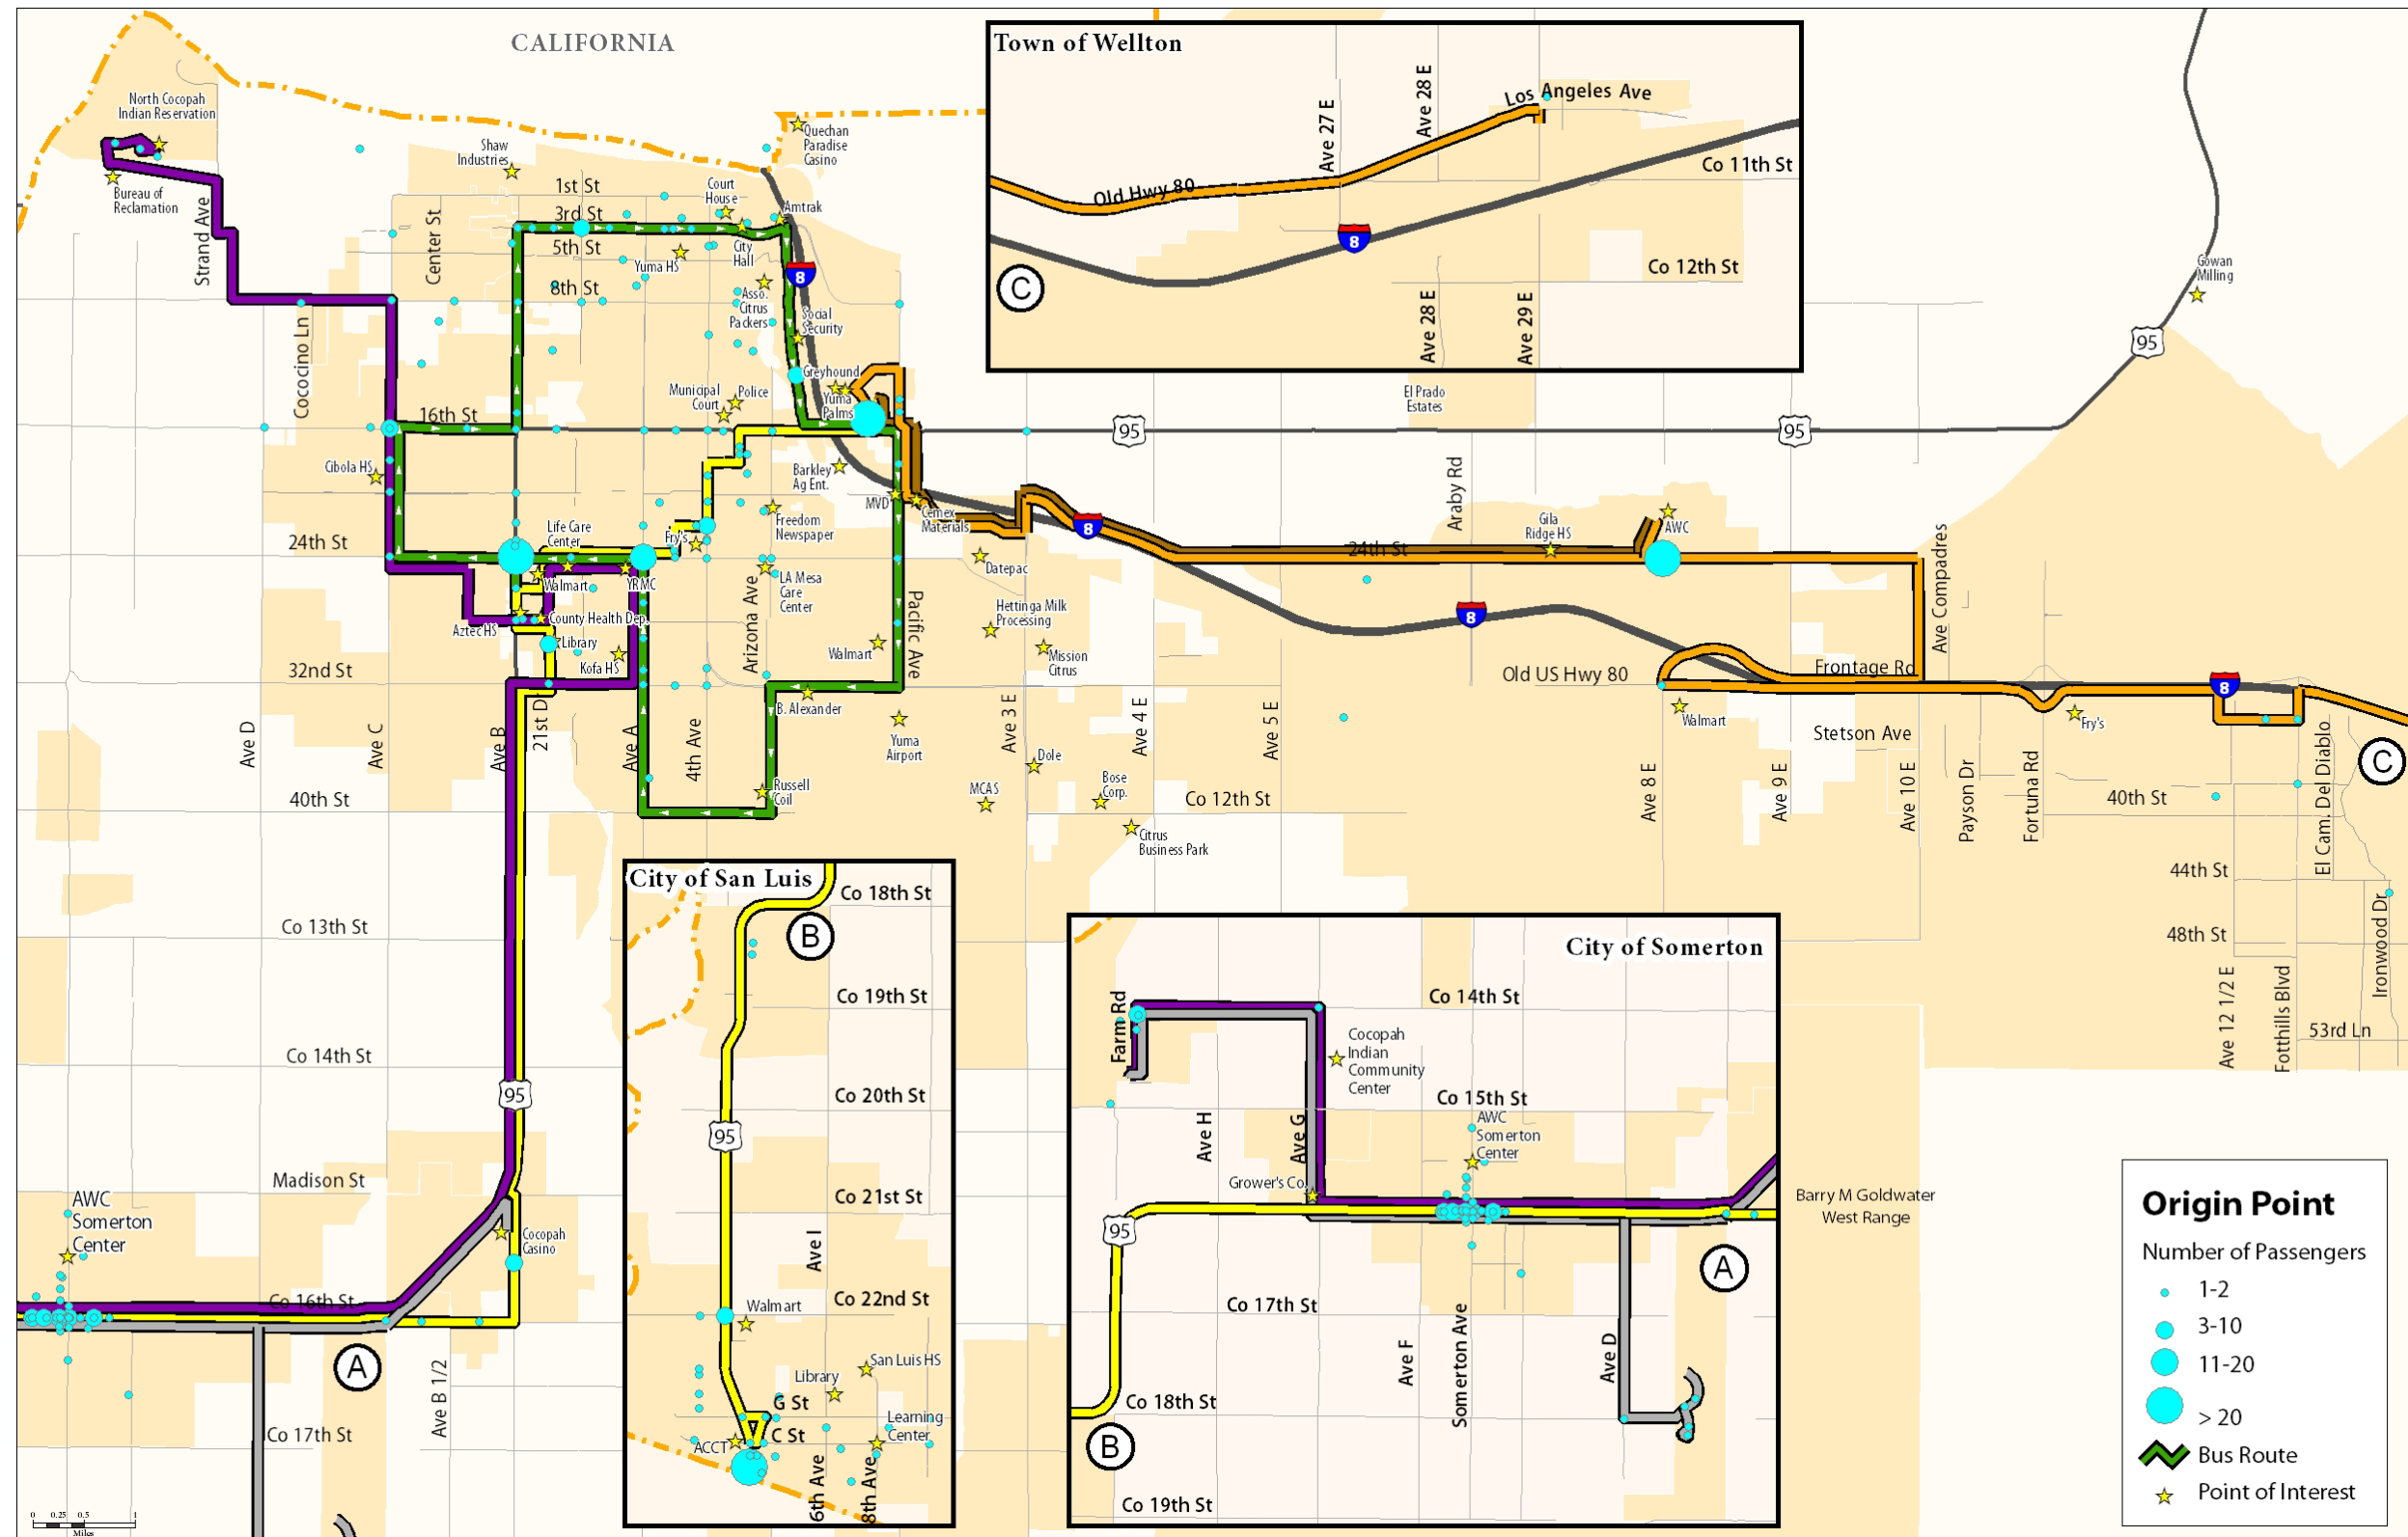 CALIFORNIA
North Cocopah
Indian Reservation
Bureau of
Reclamation
Strand Ave
Shaw
Industries
Center St
1st St
3rd St
5th St
8th St
Court
House
Amtrak
City
Hall
Yuma HS
Quechan
Paradise
Casino
8
Asso.
Citrus
Packers
Social
Security
Greyhound
Yuma
Palms
Municipal
Court
Police
Cococino Ln
16th St
Cibola HS
Barkley
Ag Ent.
MVD
Cemex
Materials
Freedom
Newspaper
Fry's
Life Care
Center
24th St
Walmart
YRMC
County Health Dep.
Aztec HS
Library
Kofa HS
LA Mesa
Care
Center
Arizona Ave
Pacific Ave
Walmart
32nd St
B. Alexander
Yuma
Airport
Russell
Coil
Ave D
Ave C
Ave B
21st D
Ave A
4th Ave
40th St
Datepac
Hettinga Milk
Processing
Mission
Citrus
Ave 3 E
Ave 4 E
Ave 5 E
Dole
MCAS
Bose
Corp.
Citrus
Business Park
Co 12th St
95
95
El Prado
Estates
8
Araby Rd
24th St
Gila
Ridge HS
AWC
8
Old US Hwy 80
Walmart
Frontage Rd
Ave Compadres
Stetson Ave
Ave 8 E
Ave 9 E
Ave 10 E
Payson Dr
Fortuna Rd
Fry's
8
C
El Cam. Del Diablo
40th St
44th St
48th St
53rd Ln
Ave 12 1/2 E
Fotthills Blvd
Ironwood Dr
Gowan
Milling
95
Town of Wellton
Ave 27 E
Ave 28 E
Los Angeles Ave
Old Hwy 80
Co 11th St
8
Co 12th St
C
Ave 28 E
Ave 29 E
Co 13th St
Co 14th St
95
Madison St
AWC
Somerton
Center
Cocopah
Casino
Co 16th St
A
Ave B 1/2
Co 17th St
0 0.25 0.5 1
Miles
City of San Luis
Co 18th St
B
Co 19th St
Co 20th St
95
Co 21st St
Ave I
Co 22nd St
Walmart
San Luis HS
Library
G St
Learning
Center
C St
ACCT
6th Ave
8th Ave
City of Somerton
Farm Rd
Co 14th St
Cocopah
Indian
Community
Center
Co 15th St
AWC
Somerton
Center
Ave H
Ave G
Grower's Co.
95
A
Co 17th St
Ave F
Somerton Ave
Ave D
Co 18th St
B
Co 19th St
Barry M Goldwater
West Range
Origin Point
Number of Passengers
1-2
3-10
11-20
> 20
Bus Route
Point of Interest